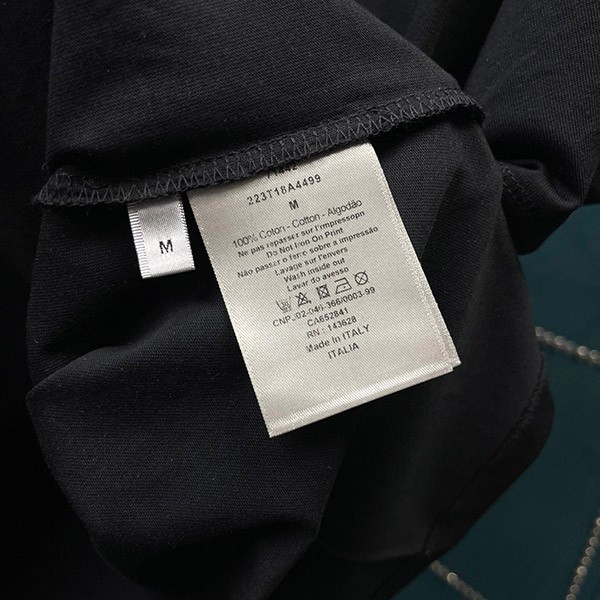 223T18A4499
M
M
100% Coton - Cotton - Algodão
Ne pas repasser sur l'impressopn
Do Not Iron On Print
Não passar o ferro sobre a impressão
Lavage sur l'envers
Wash inside out
Lavar do avesso
CNP.:02-046-366/0003-99
CA652841
RN : 143628
Made In ITALY
ITALIA